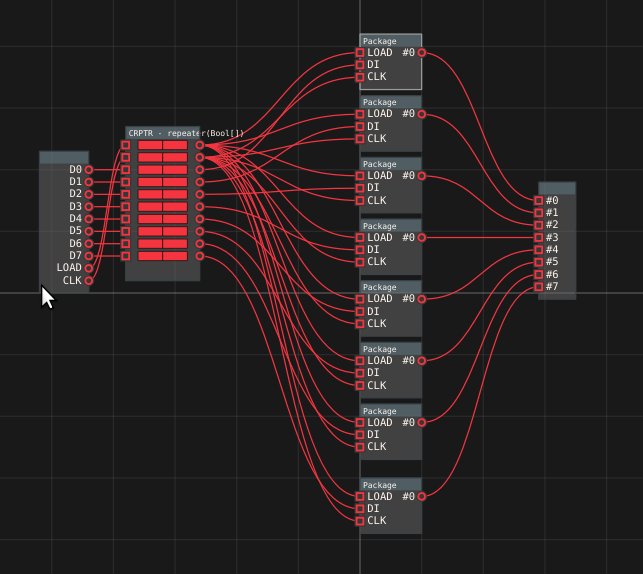 D0
D1
D2
D3
D4
D5
D6
D7
LOAD
CLK
CRPTR - repeater(Bool[])
Package
LOAD #0
DI
CLK
Package
LOAD #0
DI
CLK
Package
LOAD #0
DI
CLK
Package
LOAD #0
DI
CLK
Package
LOAD #0
DI
CLK
Package
LOAD #0
DI
CLK
Package
LOAD #0
DI
CLK
Package
LOAD #0
DI
CLK
#0
#1
#2
#3
#4
#5
#6
#7